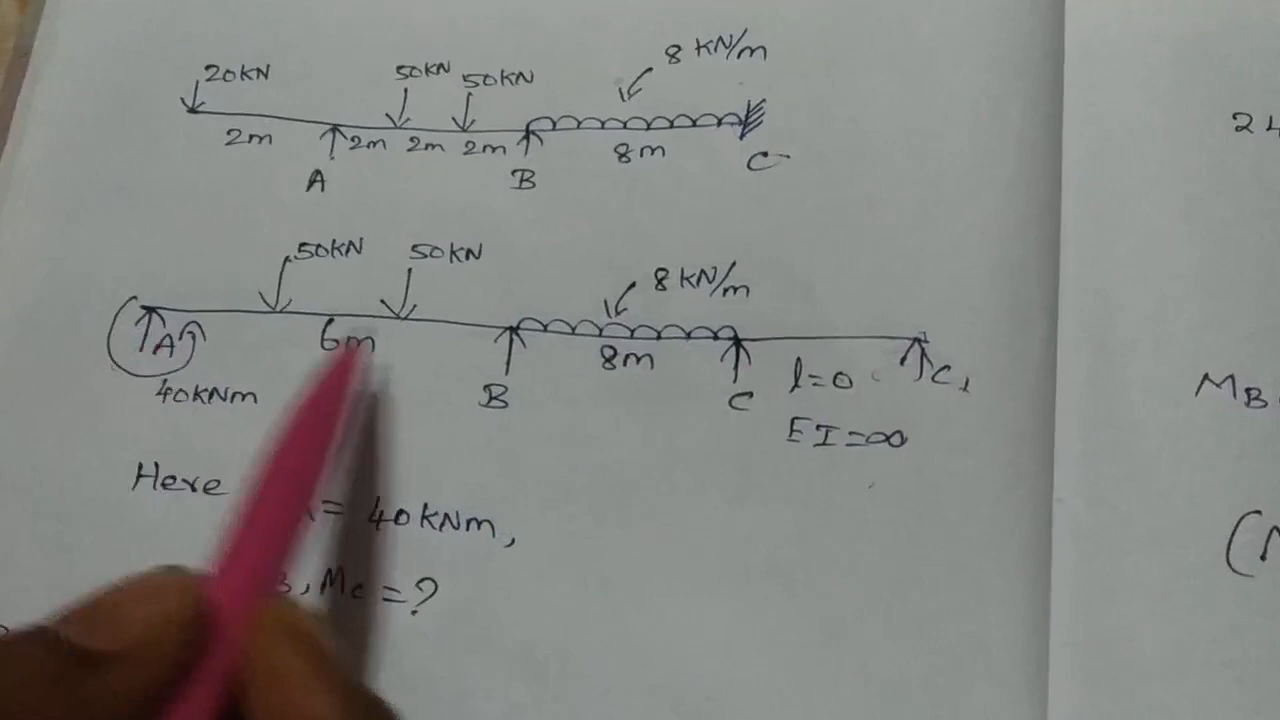 20KN 50KN 50KN 8 KN/m
2m 2m 2m 2m 8m
A B C
50KN 50KN 8 KN/m
A 6m 8m l=0
40KNm B C C1
EI=∞
Here = 40KNm,
, Mc = ?
24
MB
(